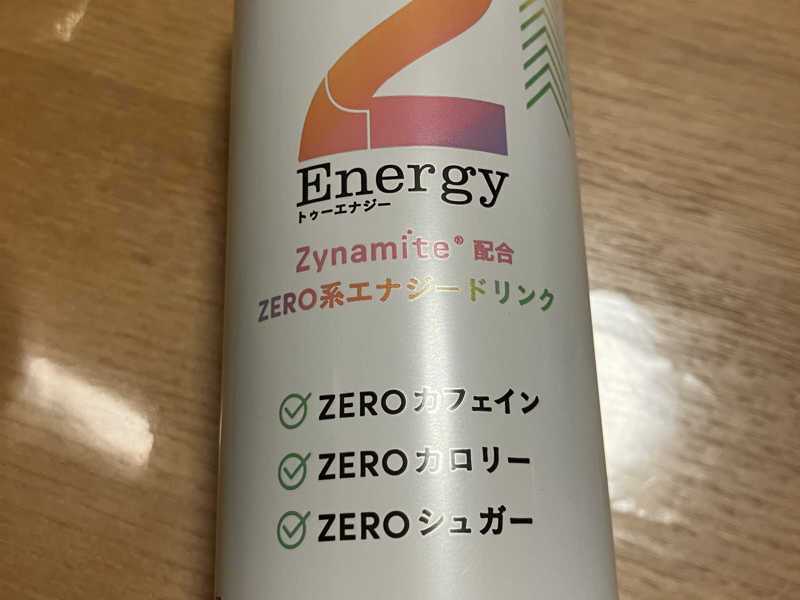 2
Energy
トゥーエナジー
Zynamite® 配合
ZERO系エナジードリンク
ZEROカフェイン
ZEROカロリー
ZEROシュガー